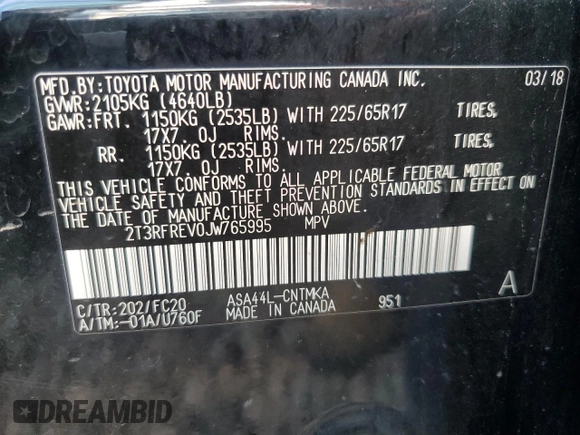 MFD.BY:TOYOTA MOTOR MANUFACTURING CANADA INC. 03/18
GVWR:2105KG (4640LB)
GAWR:FRT. 1150KG (2535LB) WITH 225/65R17 TIRES,
17X7.0J RIMS.
RR. 1150KG (2535LB) WITH 225/65R17 TIRES,
17X7.0J RIMS.
THIS VEHICLE CONFORMS TO ALL APPLICABLE FEDERAL MOTOR
VEHICLE SAFETY AND THEFT PREVENTION STANDARDS IN EFFECT ON
THE DATE OF MANUFACTURE SHOWN ABOVE.
2T3RFREV0JW765995 MPV
C/TR:202/FC20 ASA44L-CNTMKA 951 A
A/TM:-01A/U760F MADE IN CANADA
DREAMBID